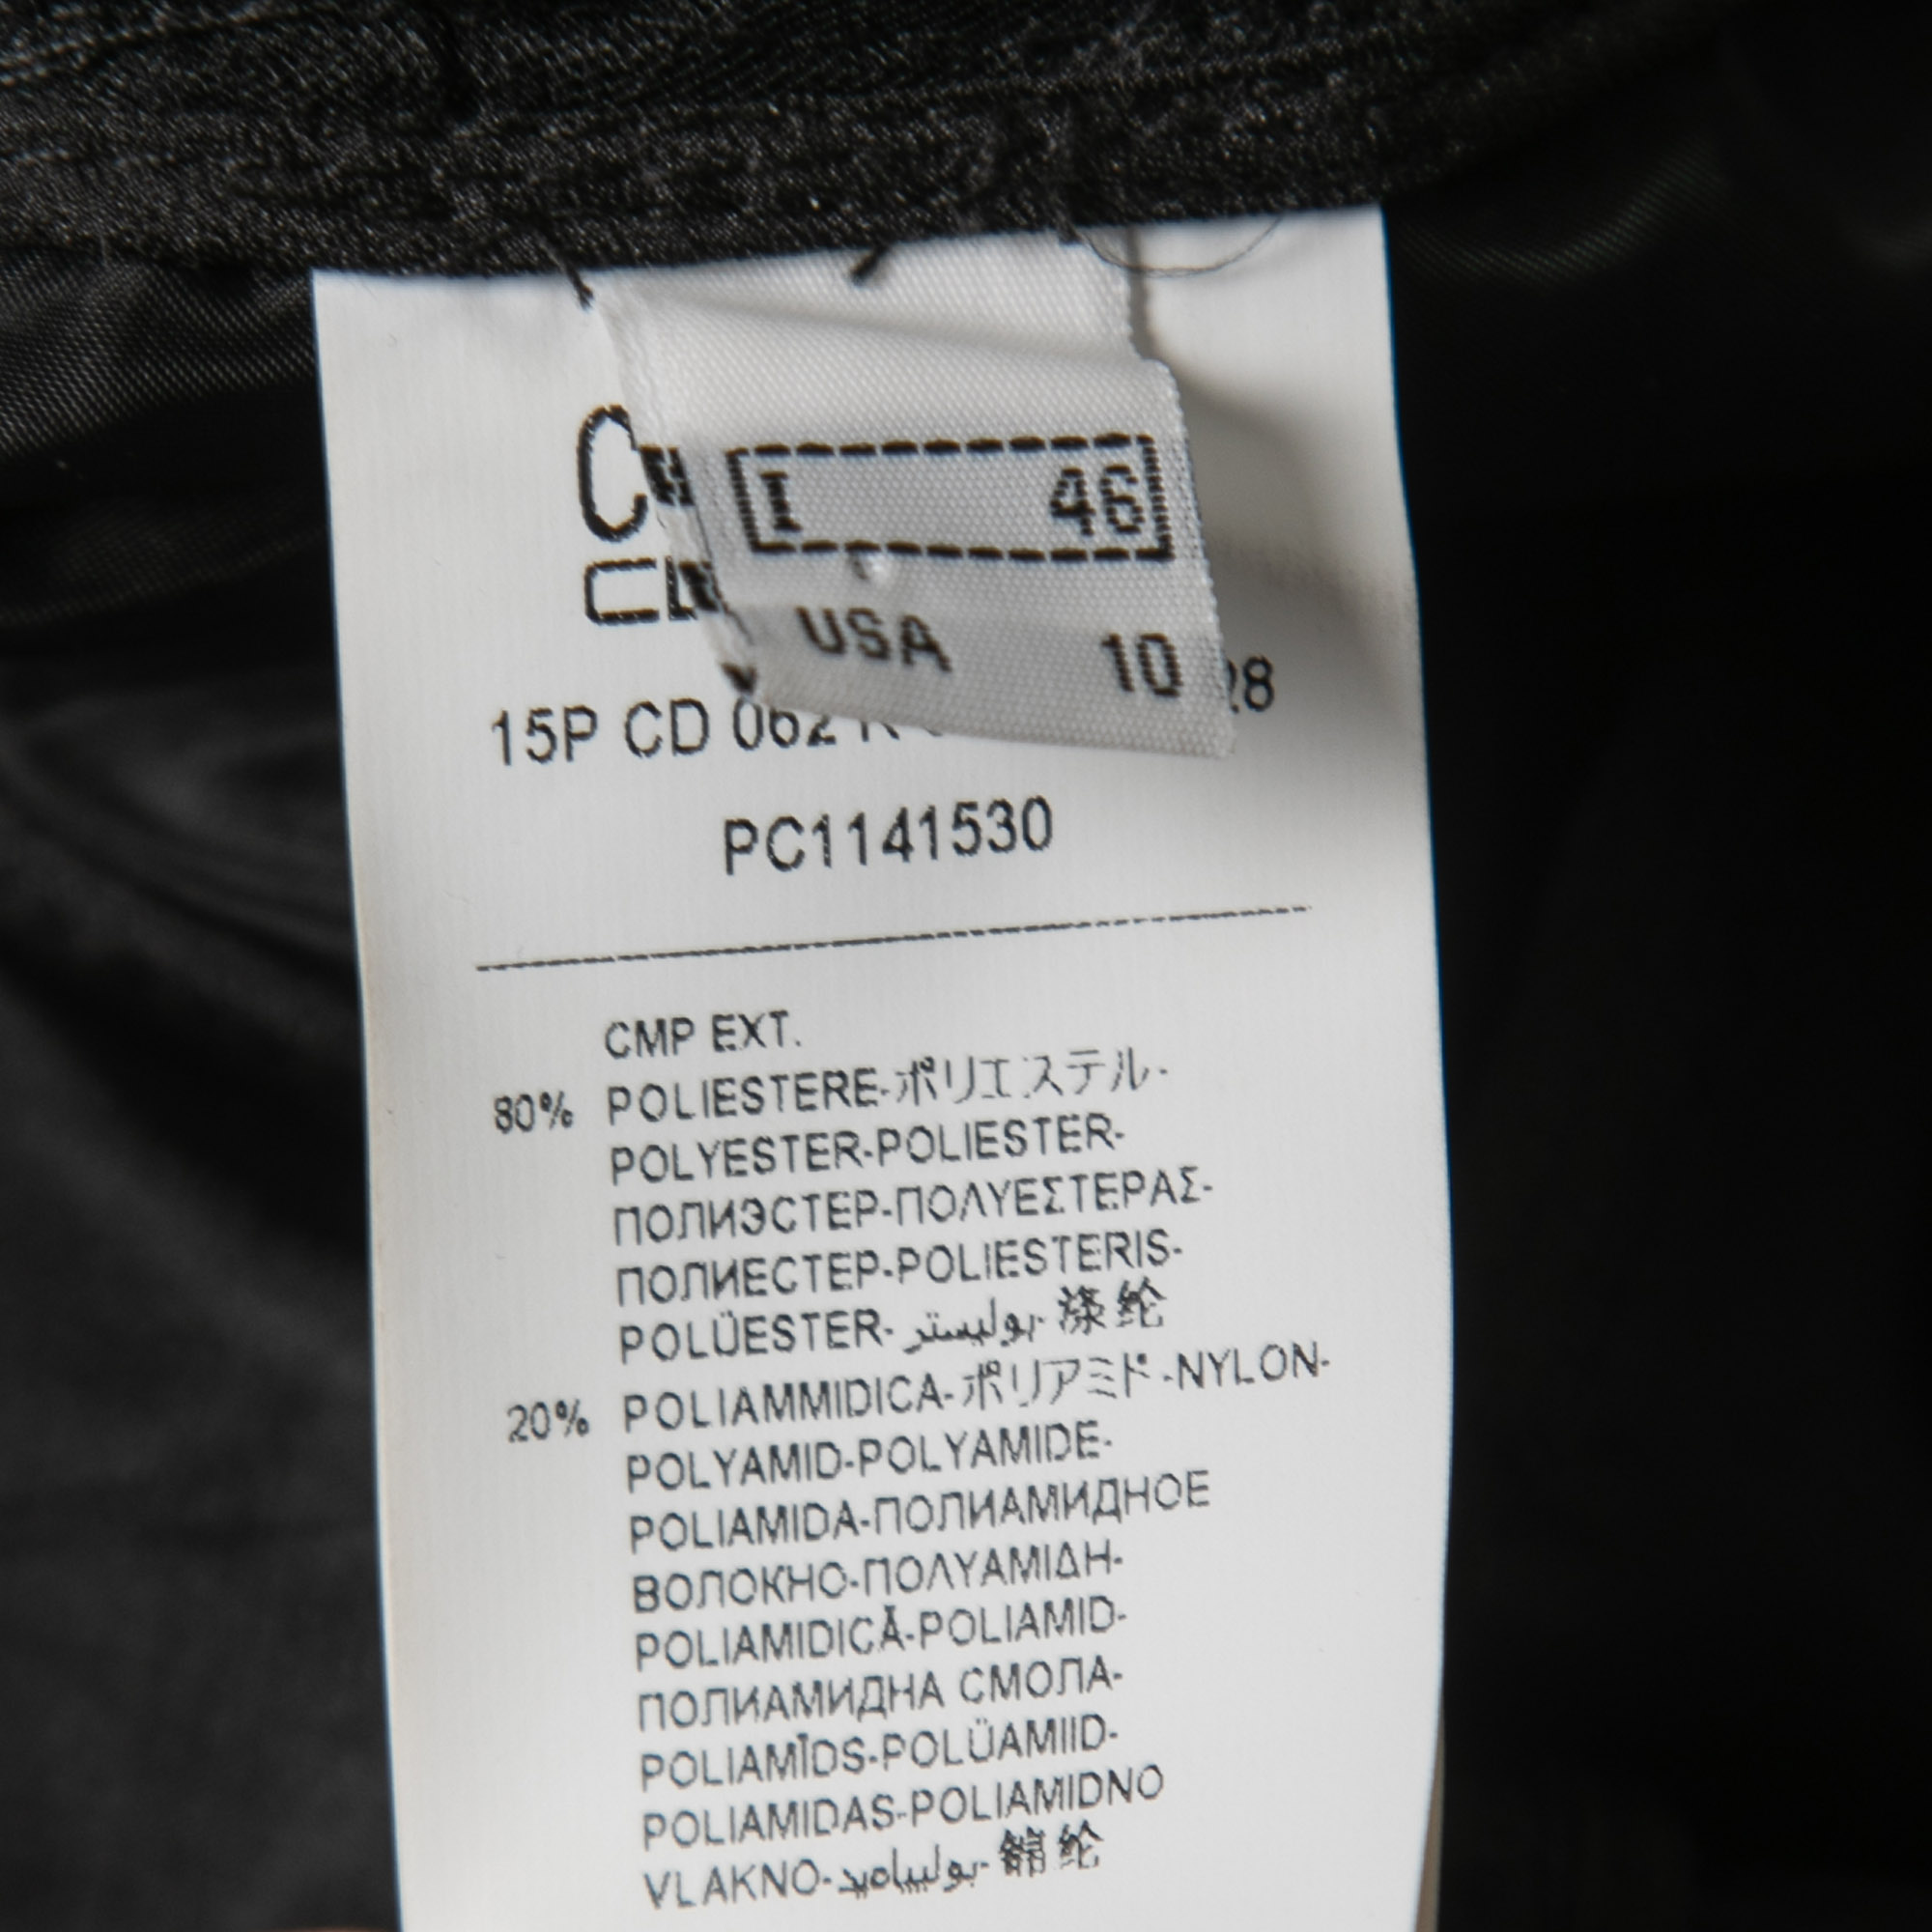 I 46
USA 10
15P CD 062
PC1141530
CMP EXT.
80% POLIESTERE-ポリエステル-
POLYESTER-POLIESTER-
ПОЛИЭСТЕР-ΠΟΛΥΕΣΤΕΡΑΣ-
ПОЛИЕСТЕР-POLIESTERIS-
POLÜESTER-بوليستر-涤纶
20% POLIAMMIDICA-ポリアミド-NYLON-
POLYAMID-POLYAMIDE-
POLIAMIDA-ПОЛИАМИДНОЕ
ВОЛОКНО-ΠΟΛΥΑΜΙΔΗ-
POLIAMIDICĂ-POLIAMID-
ПОЛИАМИДНА СМОЛА-
POLIAMĪDS-POLÜAMIID-
POLIAMIDAS-POLIAMIDNO
VLAKNO-بولياميد-錦纶